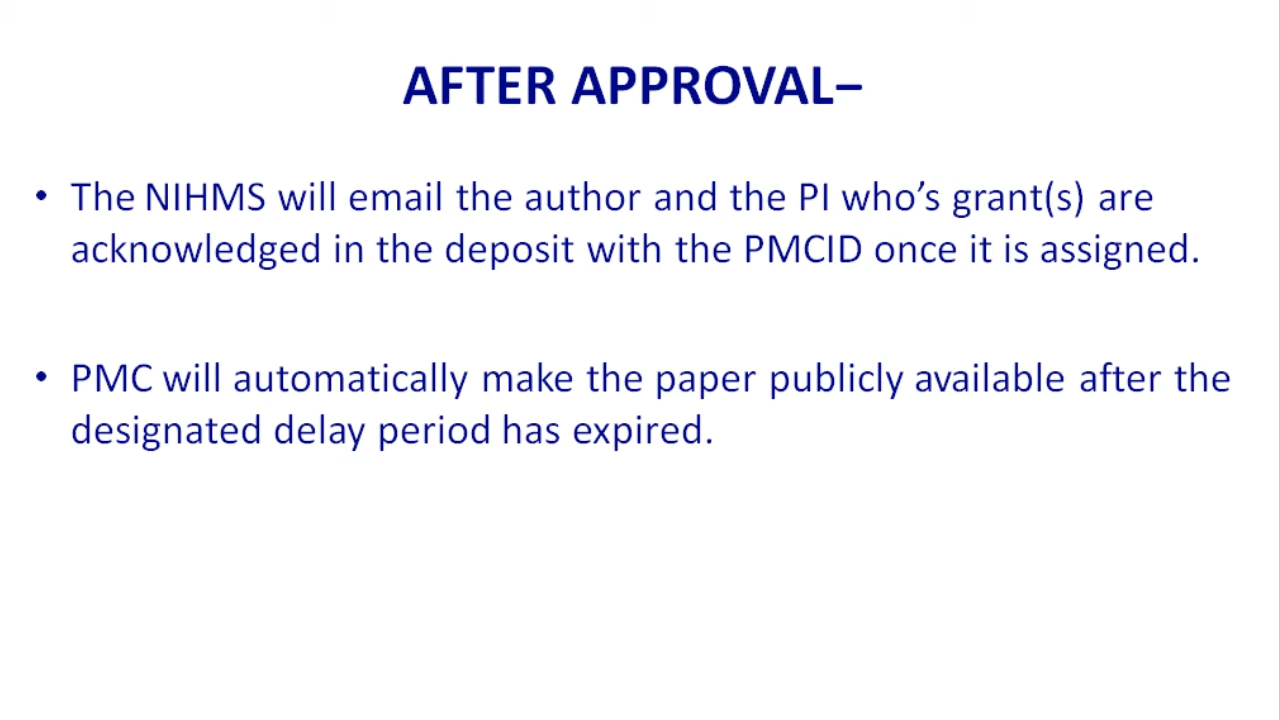 AFTER APPROVAL–
• The NIHMS will email the author and the PI who’s grant(s) are
acknowledged in the deposit with the PMCID once it is assigned.
• PMC will automatically make the paper publicly available after the
designated delay period has expired.